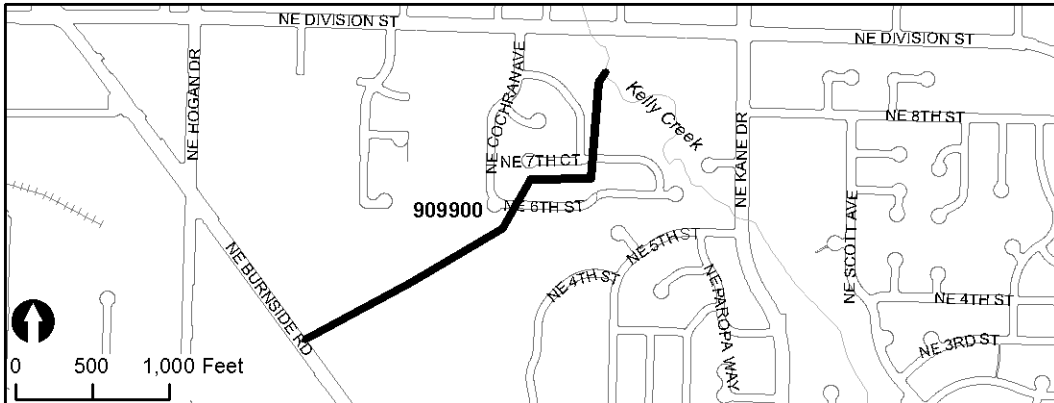 NE DIVISION ST
NE DIVISION ST
NE HOGAN DR
NE COCHRANAVE
Kelly Creek
NE KANE DR
NE 8TH ST
NE 7TH CT
NE 6TH ST
909900
NE BURNSIDE RD
NE 5TH ST
NE 4TH ST
NE PAROPA WAY
NE SCOTT AVE
NE 4TH ST
NE 3RD ST
0 500 1,000 Feet